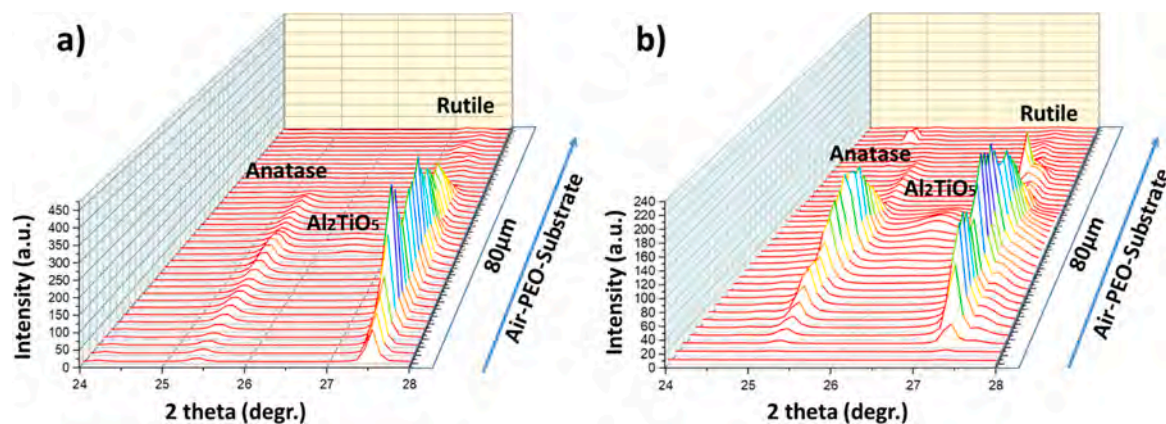 a)
Rutile
Anatase
Al₂TiO₅
450
400
350
300
250
200
150
100
50
0
Intensity (a.u.)
24
25
26
27
28
2 theta (degr.)
80µm
Air-PEO-Substrate
b)
Rutile
Anatase
Al₂TiO₅
240
220
200
180
160
140
120
100
80
60
40
20
0
Intensity (a.u.)
24
25
26
27
28
2 theta (degr.)
80µm
Air-PEO-Substrate